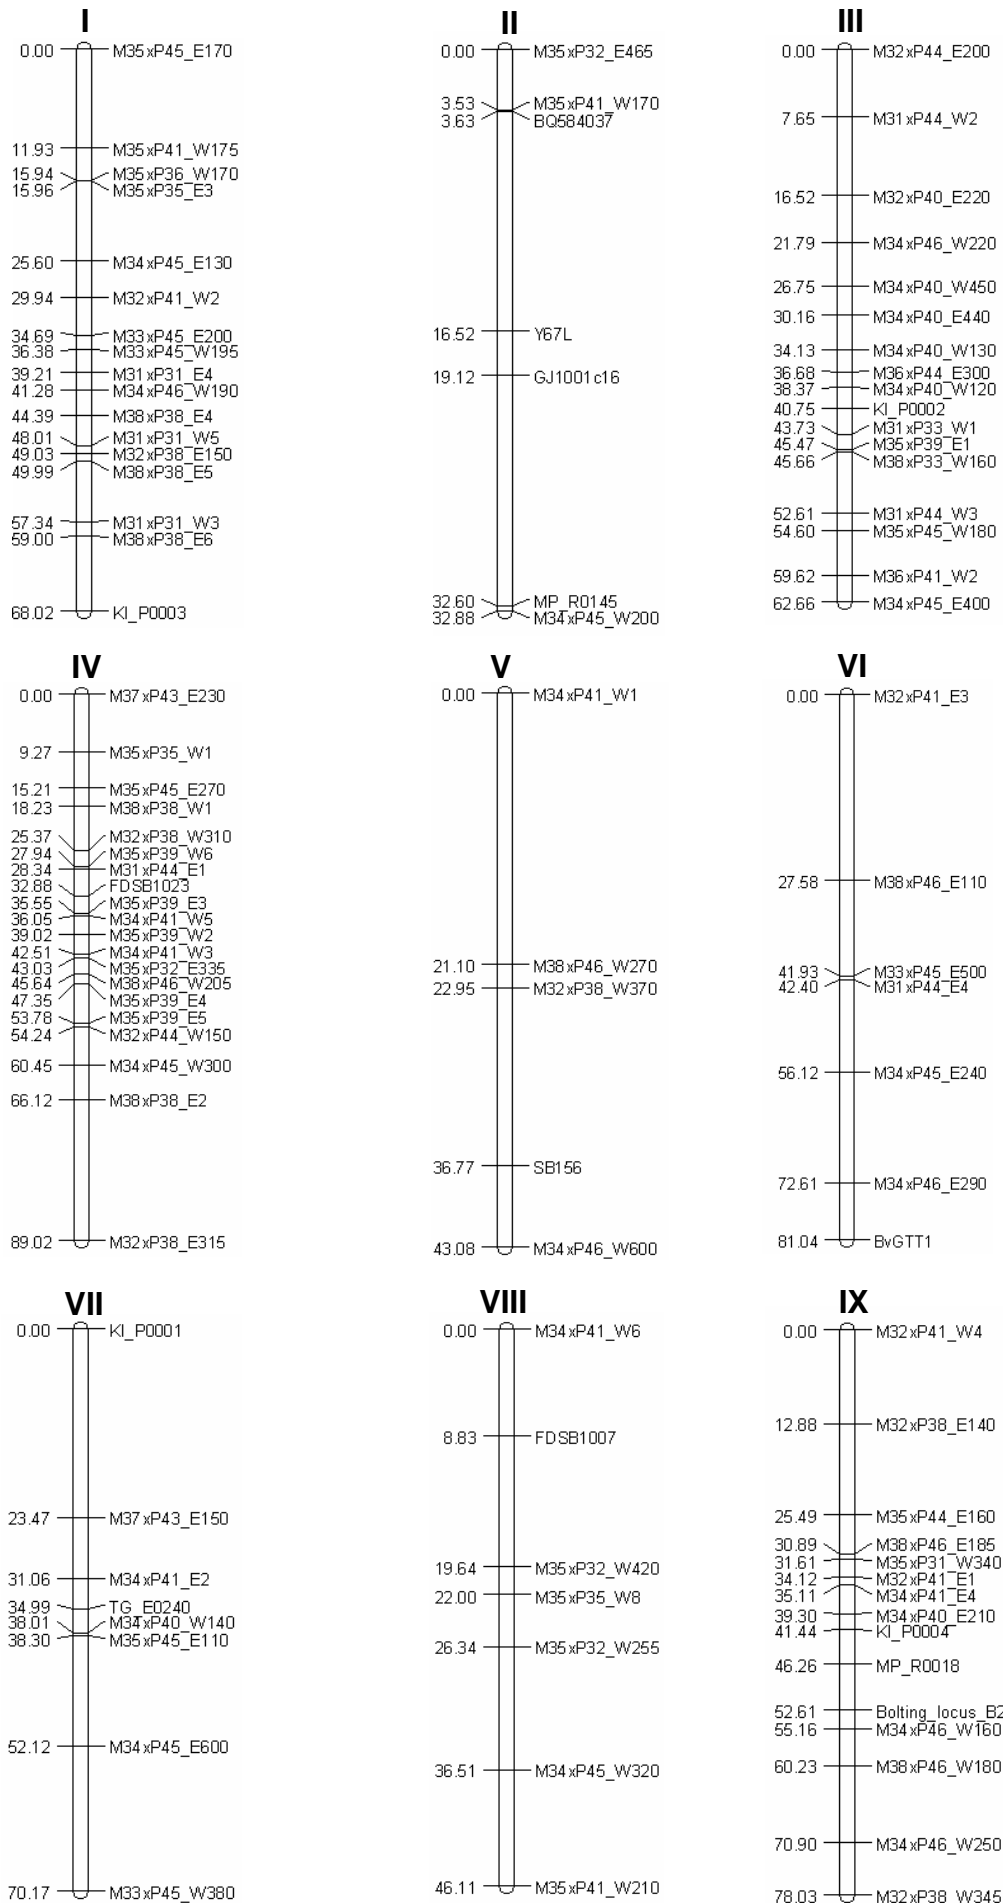 I
0.00 M35xP45_E170
11.93 M35xP41_W175
15.94 M35xP36_W170
15.96 M35xP35_E3
25.60 M34xP45_E130
29.94 M32xP41_W2
34.69 M33xP45_E200
36.38 M33xP45_W195
39.21 M31xP31_E4
41.28 M34xP46_W190
44.39 M38xP38_E4
48.01 M31xP31_W5
49.03 M32xP38_E150
49.99 M38xP38_E5
57.34 M31xP31_W3
59.00 M38xP38_E6
68.02 KI_P0003
II
0.00 M35xP32_E465
3.53 M35xP41_W170
3.63 BQ584037
16.52 Y67L
19.12 GJ1001c16
32.60 MP_R0145
32.88 M34xP45_W200
III
0.00 M32xP44_E200
7.65 M31xP44_W2
16.52 M32xP40_E220
21.79 M34xP46_W220
26.75 M34xP40_W450
30.16 M34xP40_E440
34.13 M34xP40_W130
36.68 M36xP44_E300
38.37 M34xP40_W120
40.75 KI_P0002
43.73 M31xP33_W1
45.47 M35xP39_E1
45.66 M38xP33_W160
52.61 M31xP44_W3
54.60 M35xP45_W180
59.62 M36xP41_W2
62.66 M34xP45_E400
IV
0.00 M37xP43_E230
9.27 M35xP35_W1
15.21 M35xP45_E270
18.23 M38xP38_W1
25.37 M32xP38_W310
27.94 M35xP39_W6
28.34 M31xP44_E1
32.88 FDSB1023
35.55 M35xP39_E3
36.05 M34xP41_W5
39.02 M35xP39_W2
42.51 M34xP41_W3
43.03 M35xP32_E335
45.64 M38xP46_W205
47.35 M35xP39_E4
53.78 M35xP39_E5
54.24 M32xP44_W150
60.45 M34xP45_W300
66.12 M38xP38_E2
89.02 M32xP38_E315
V
0.00 M34xP41_W1
21.10 M38xP46_W270
22.95 M32xP38_W370
36.77 SB156
43.08 M34xP46_W600
VI
0.00 M32xP41_E3
27.58 M38xP46_E110
41.93 M33xP45_E500
42.40 M31xP44_E4
56.12 M34xP45_E240
72.61 M34xP46_E290
81.04 BvGTT1
VII
0.00 KI_P0001
23.47 M37xP43_E150
31.06 M34xP41_E2
34.99 TG_E0240
38.01 M34xP40_W140
38.30 M35xP45_E110
52.12 M34xP45_E600
70.17 M33xP45_W380
VIII
0.00 M34xP41_W6
8.83 FDSB1007
19.64 M35xP32_W420
22.00 M35xP35_W8
26.34 M35xP32_W255
36.51 M34xP45_W320
46.11 M35xP41_W210
IX
0.00 M32xP41_W4
12.88 M32xP38_E140
25.49 M35xP44_E160
30.89 M38xP46_E185
31.61 M35xP31_W340
34.12 M32xP41_E1
35.11 M34xP41_E4
39.30 M34xP40_E210
41.44 KI_P0004
46.26 MP_R0018
52.61 Bolting_locus_B2
55.16 M34xP46_W160
60.23 M38xP46_W180
70.90 M34xP46_W250
78.03 M32xP38_W345